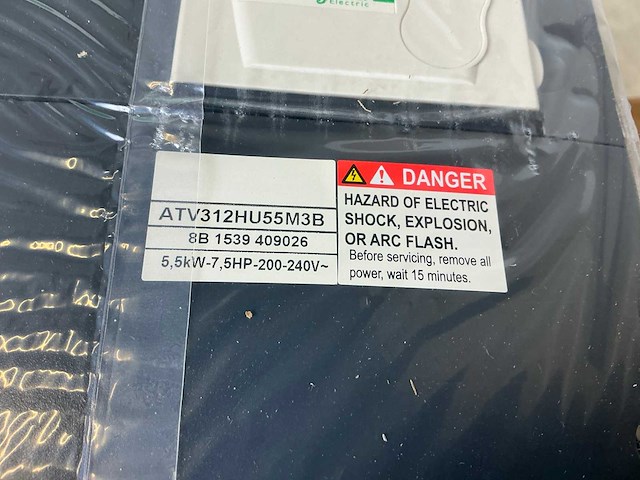 Electric
ATV312HU55M3B
8B 1539 409026
5,5kW-7,5HP-200-240V~
DANGER
HAZARD OF ELECTRIC
SHOCK, EXPLOSION,
OR ARC FLASH.
Before servicing, remove all
power, wait 15 minutes.